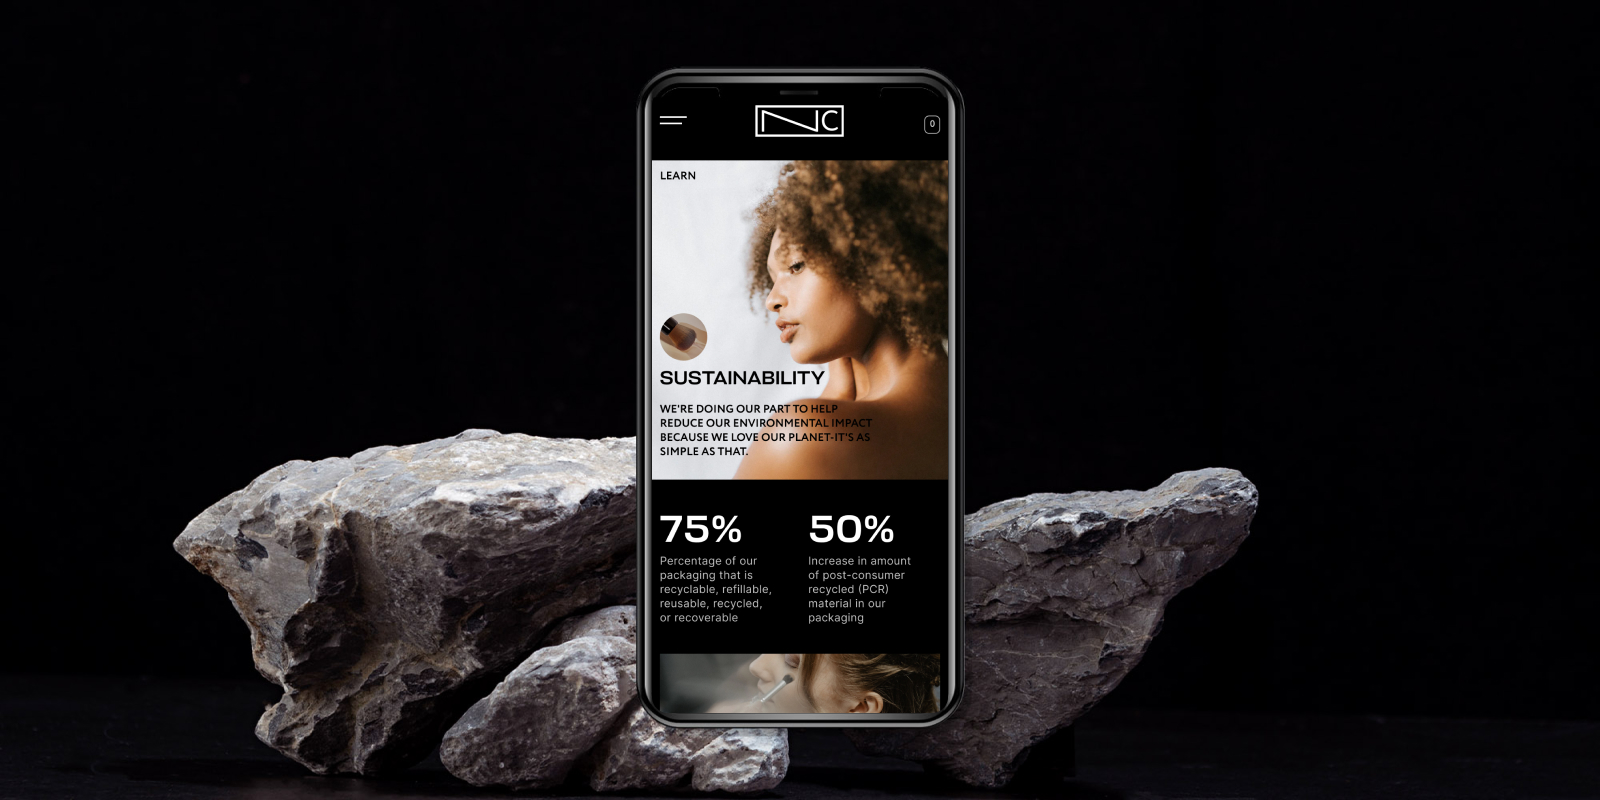 NC
0
LEARN
SUSTAINABILITY
WE'RE DOING OUR PART TO HELP
REDUCE OUR ENVIRONMENTAL IMPACT
BECAUSE WE LOVE OUR PLANET-IT'S AS
SIMPLE AS THAT.
75%
Percentage of our
packaging that is
recyclable, refillable,
reusable, recycled,
or recoverable
50%
Increase in amount
of post-consumer
recycled (PCR)
material in our
packaging